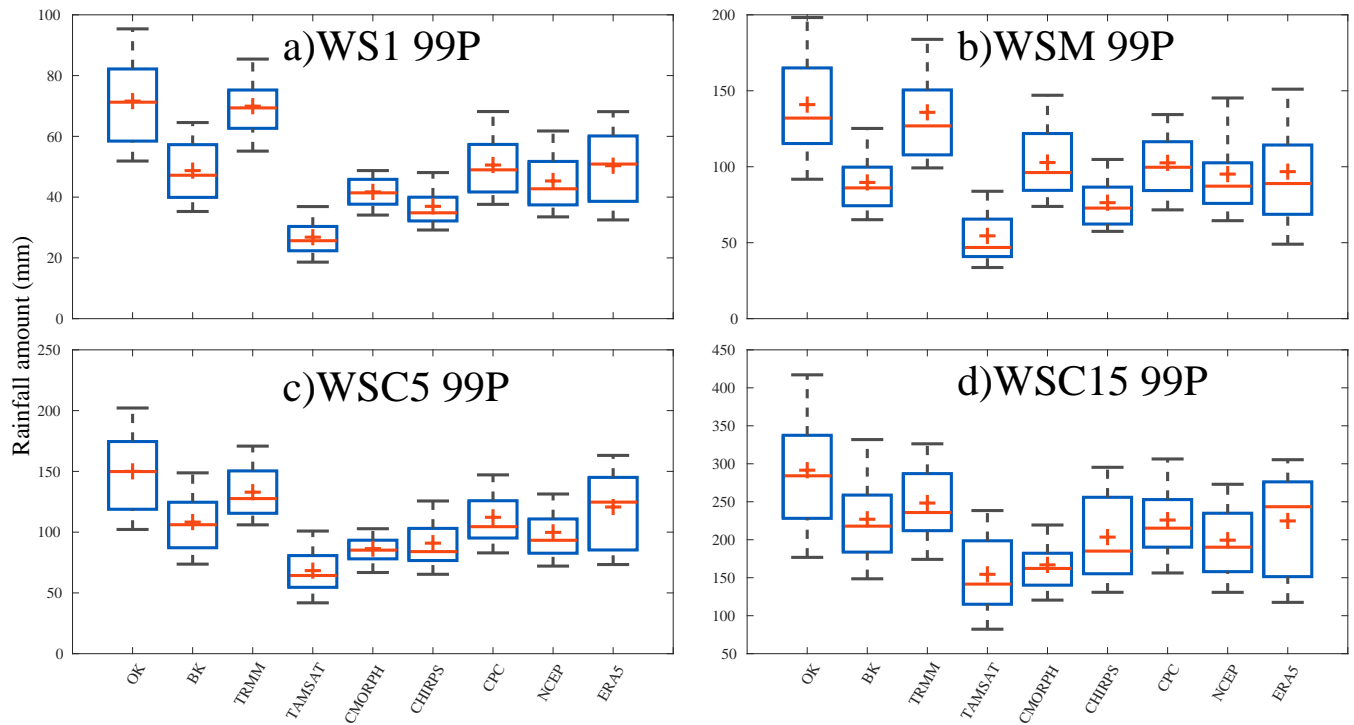 Rainfall amount (mm)
a)WS1 99P
100
80
60
40
20
0
b)WSM 99P
200
150
100
50
0
c)WSC5 99P
250
200
150
100
50
0
OK
BK
TRMM
TAMSAT
CMORPH
CHIRPS
CPC
NCEP
ERA5
d)WSC15 99P
450
400
350
300
250
200
150
100
50
OK
BK
TRMM
TAMSAT
CMORPH
CHIRPS
CPC
NCEP
ERA5